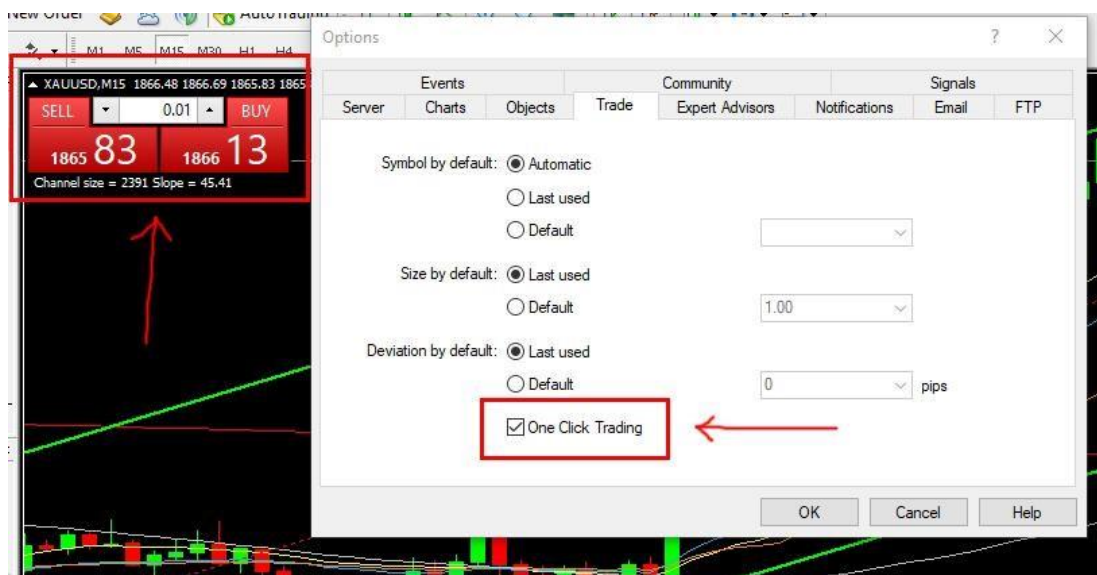 New Order AutoTrading
M1 M5 M15 M30 H1 H4
Options ? ×
XAUUSD,M15 1866.48 1866.69 1865.83 1865
SELL 0.01 BUY
1865 83 1866 13
Channel size = 2391 Slope = 45.41
Events Community Signals
Server Charts Objects Trade Expert Advisors Notifications Email FTP
Symbol by default: Automatic
Last used
Default
Size by default: Last used
Default 1.00
Deviation by default: Last used
Default 0 pips
One Click Trading
OK Cancel Help